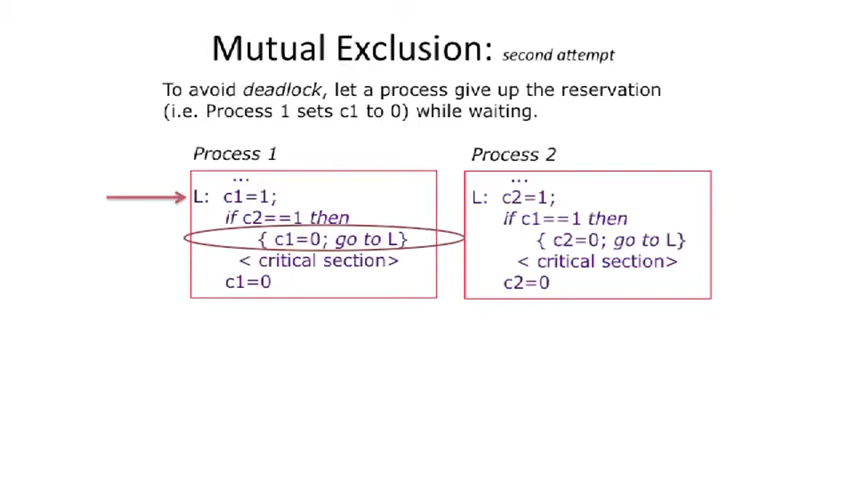 Mutual Exclusion: second attempt
To avoid deadlock, let a process give up the reservation
(i.e. Process 1 sets c1 to 0) while waiting.
Process 1
...
L: c1=1;
if c2==1 then
{ c1=0; go to L}
< critical section>
c1=0
Process 2
...
L: c2=1;
if c1==1 then
{ c2=0; go to L}
< critical section>
c2=0